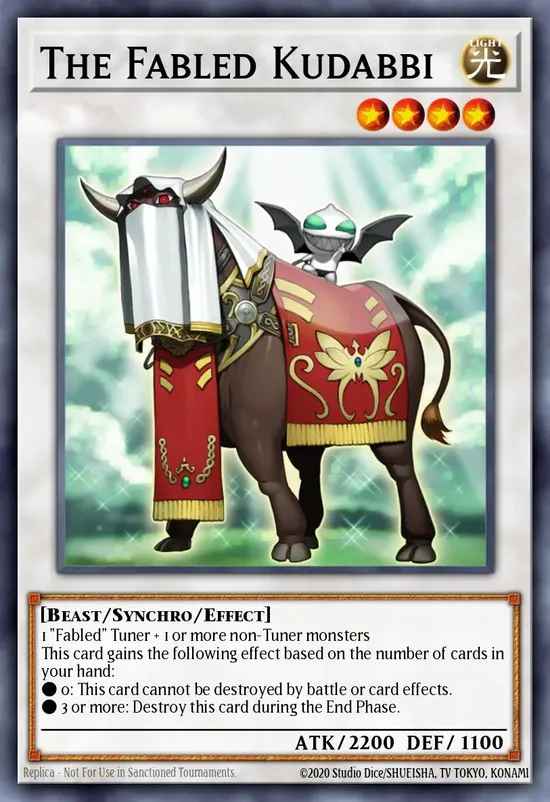 The Fabled Kudabbi
LIGHT
光
[Beast/Synchro/Effect]
1 "Fabled" Tuner + 1 or more non-Tuner monsters
This card gains the following effect based on the number of cards in
your hand:
● 0: This card cannot be destroyed by battle or card effects.
● 3 or more: Destroy this card during the End Phase.
ATK/2200 DEF/1100
Replica - Not For Use in Sanctioned Tournaments.
©2020 Studio Dice/SHUEISHA, TV TOKYO, KONAMI